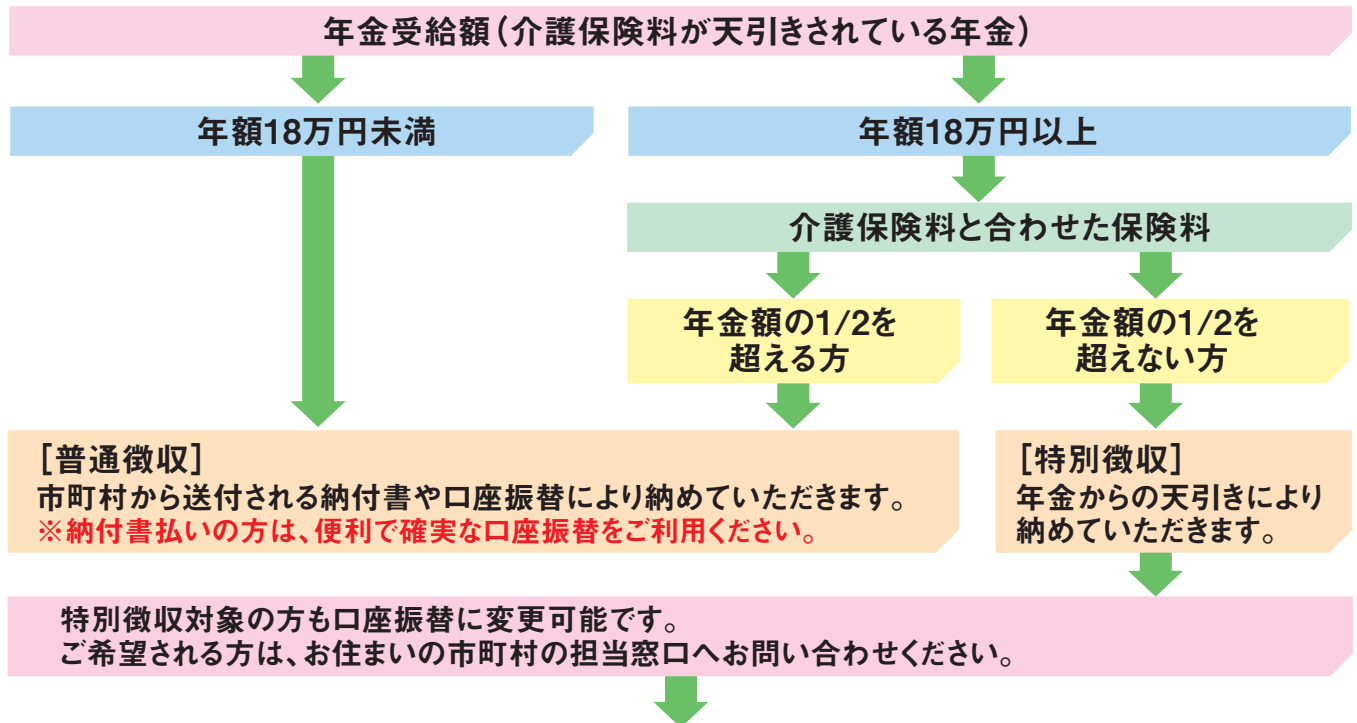 年金受給額（介護保険料が天引きされている年金）
年額18万円未満
年額18万円以上
介護保険料と合わせた保険料
年金額の1/2を
超える方
年金額の1/2を
超えない方
［普通徴収］
市町村から送付される納付書や口座振替により納めていただきます。
※納付書払いの方は、便利で確実な口座振替をご利用ください。
［特別徴収］
年金からの天引きにより
納めていただきます。
特別徴収対象の方も口座振替に変更可能です。
ご希望される方は、お住まいの市町村の担当窓口へお問い合わせください。